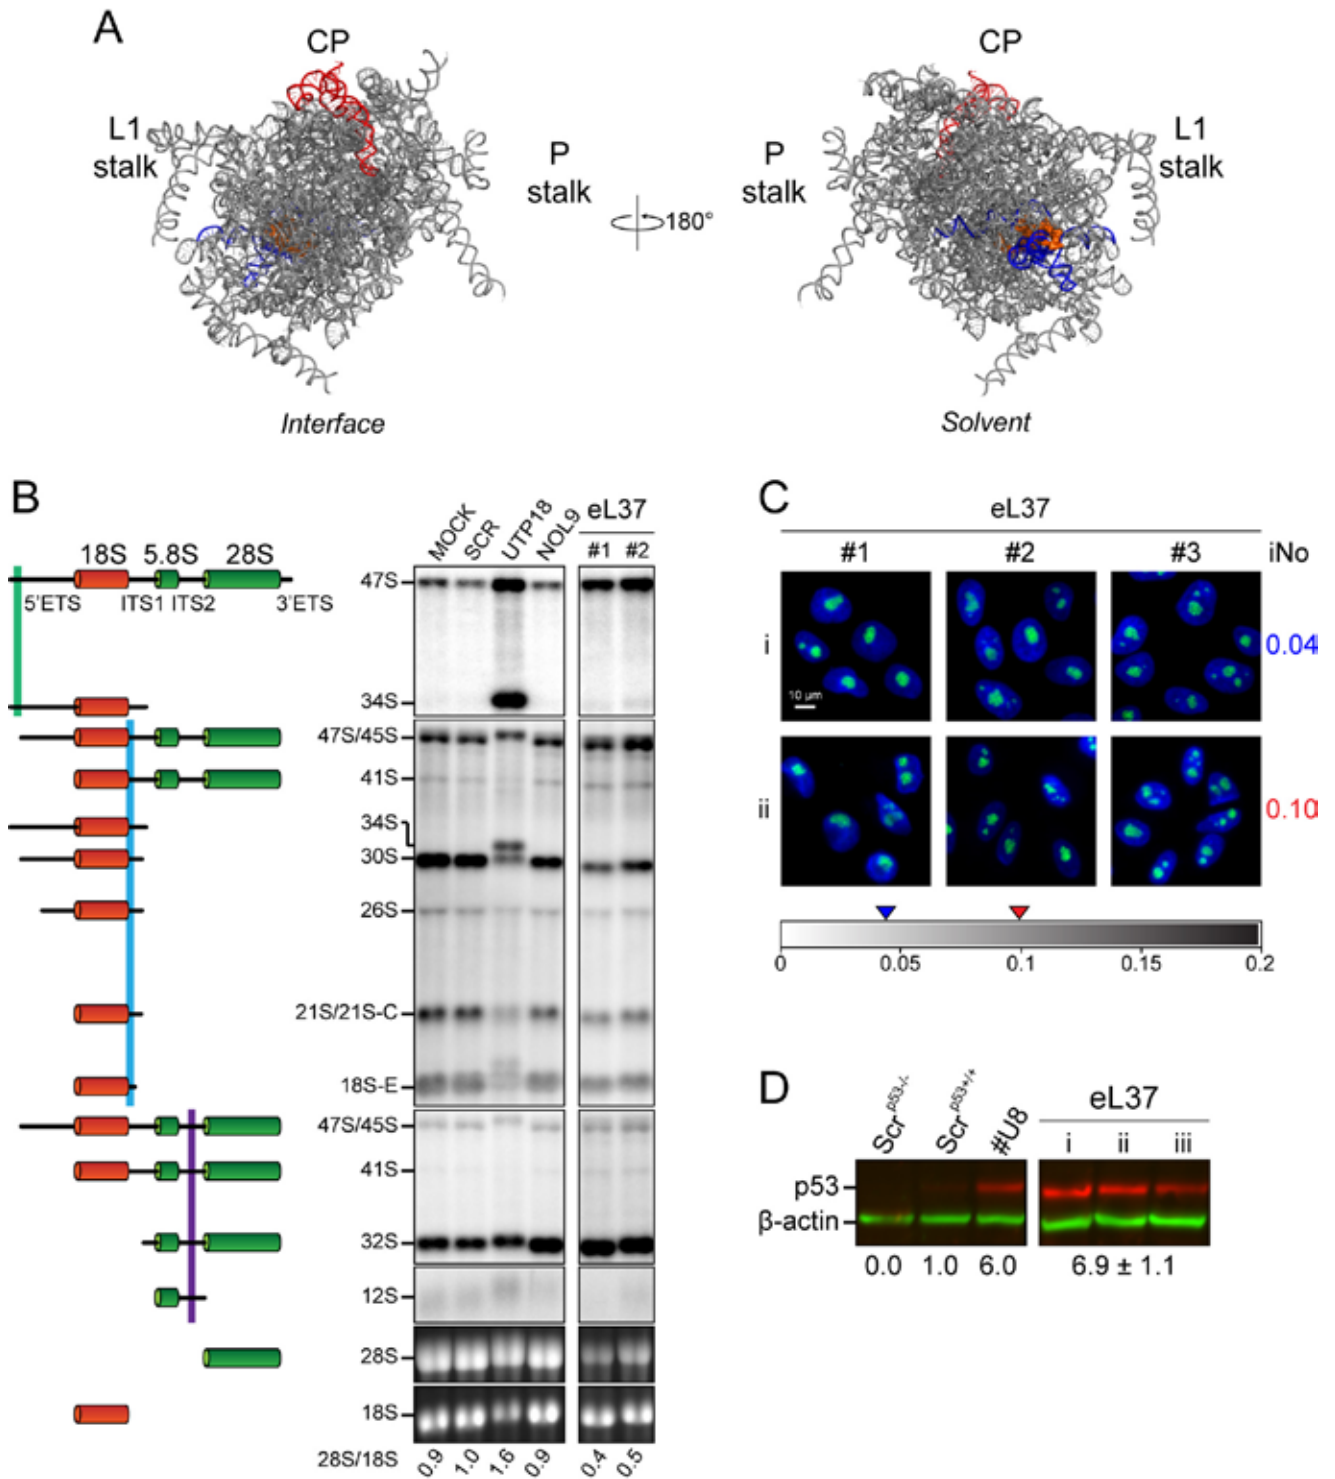 A
CP
CP
L1
stalk
P
stalk
180°
P
stalk
L1
stalk
Interface
Solvent
B
18S 5.8S 28S
5'ETS ITS1 ITS2 3'ETS
MOCK SCR UTP18 NOL9 eL37
#1 #2
47S
34S
47S/45S
41S
34S
30S
26S
21S/21S-C
18S-E
47S/45S
41S
32S
12S
28S
18S
28S/18S 0.9 1.0 1.6 0.9 0.4 0.5
C
eL37
#1 #2 #3 iNo
i 0.04
10 µm
ii 0.10
0 0.05 0.1 0.15 0.2
D
Scr p53-/- Scr p53+/+ #U8 eL37
i ii iii
p53
β-actin
0.0 1.0 6.0 6.9 ± 1.1